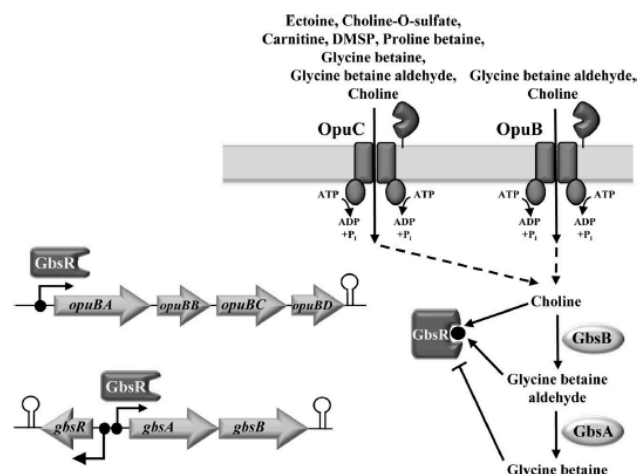 Ectoine, Choline-O-sulfate,
Carnitine, DMSP, Proline betaine,
Glycine betaine,
Glycine betaine aldehyde,
Choline
Glycine betaine aldehyde,
Choline
OpuC
OpuB
ATP
ATP
ATP
ATP
ADP
+Pi
ADP
+Pi
ADP
+Pi
ADP
+Pi
GbsR
opuBA
opuBB
opuBC
opuBD
Choline
GbsR
GbsB
Glycine betaine
aldehyde
GbsR
gbsR
gbsA
gbsB
GbsA
Glycine betaine